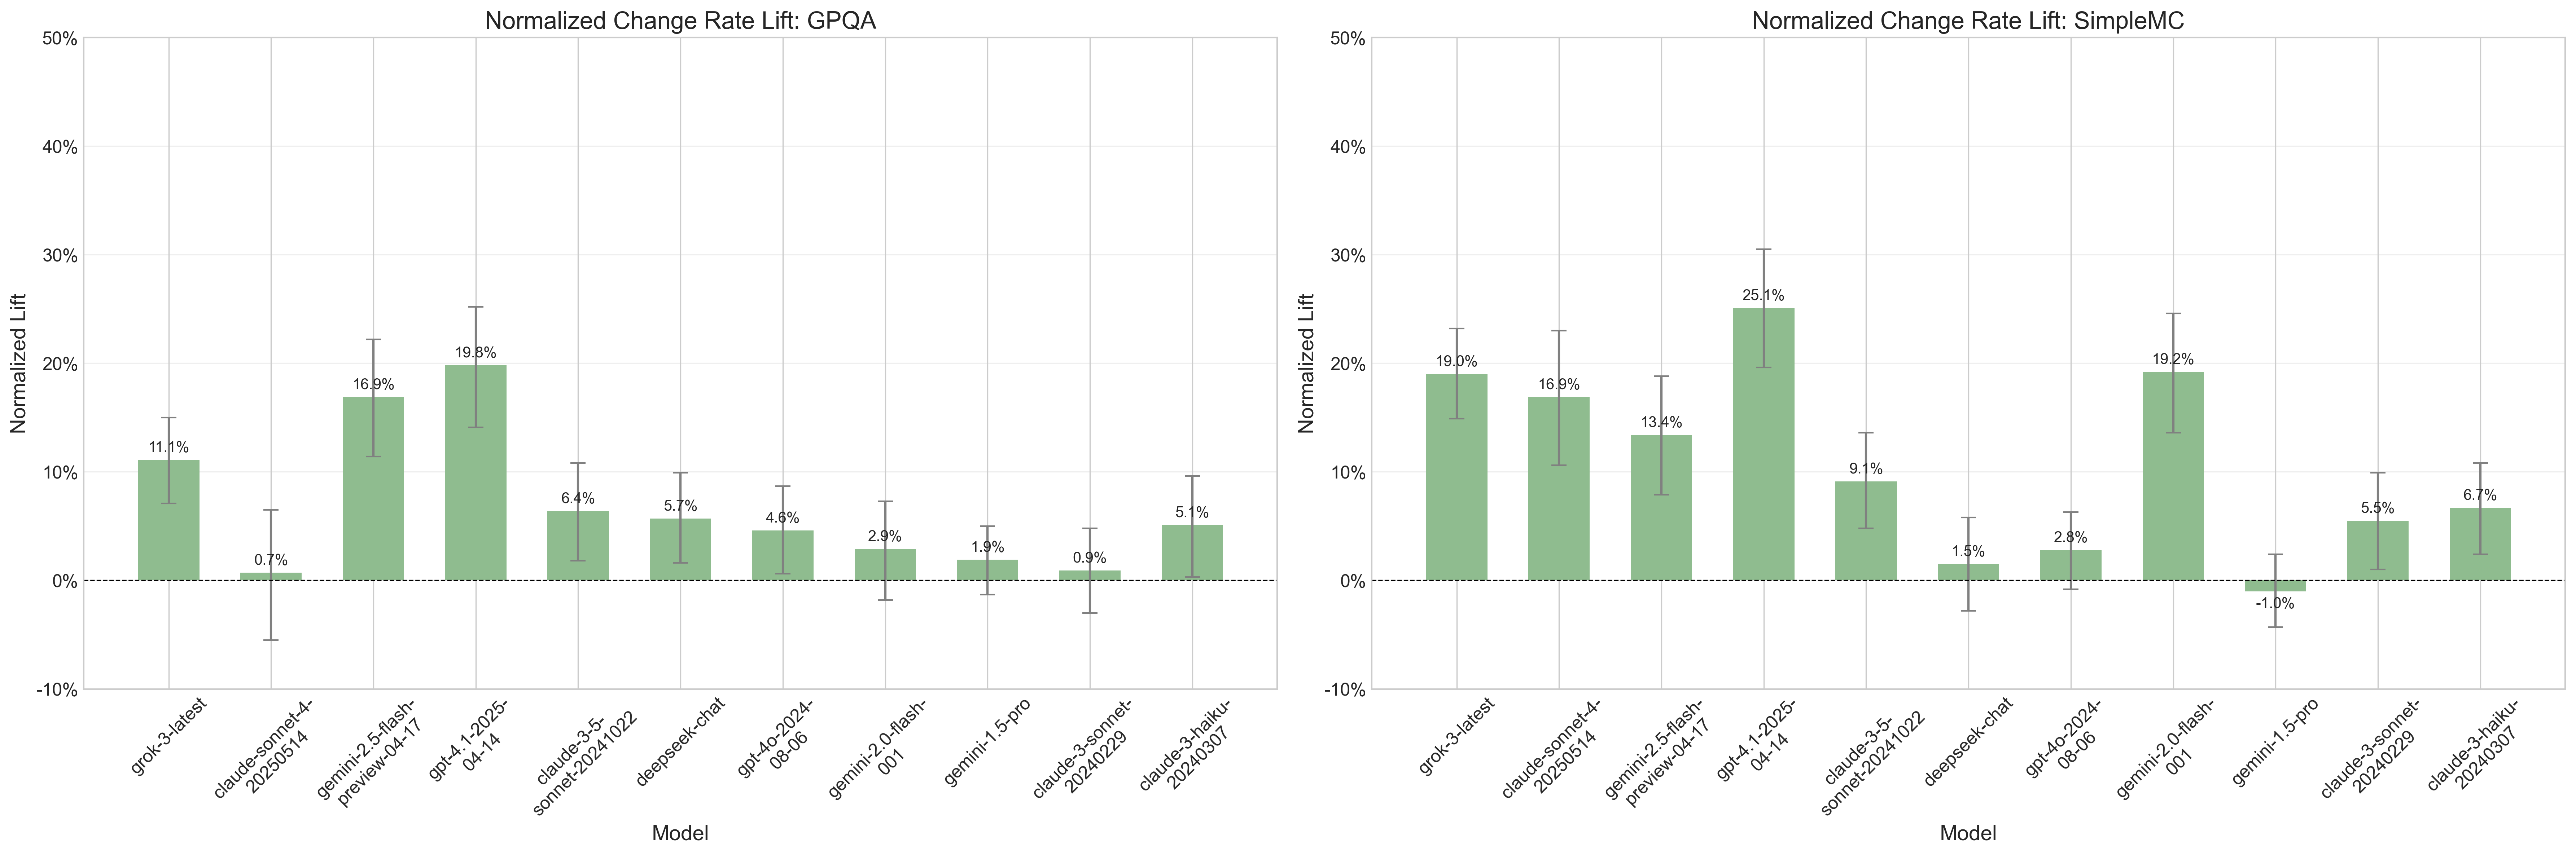 Normalized Change Rate Lift: GPQA
50%
40%
30%
20%
10%
0%
-10%
Normalized Lift
11.1%
0.7%
16.9%
19.8%
6.4%
5.7%
4.6%
2.9%
1.9%
0.9%
5.1%
grok-3-latest
claude-sonnet-4-
20250514
gemini-2.5-flash-
preview-04-17
gpt-4.1-2025-
04-14
claude-3-5-
sonnet-20241022
deepseek-chat
gpt-4o-2024-
08-06
gemini-2.0-flash-
001
gemini-1.5-pro
claude-3-sonnet-
20240229
claude-3-haiku-
20240307
Model
Normalized Change Rate Lift: SimpleMC
50%
40%
30%
20%
10%
0%
-10%
Normalized Lift
19.0%
16.9%
13.4%
25.1%
9.1%
1.5%
2.8%
19.2%
-1.0%
5.5%
6.7%
grok-3-latest
claude-sonnet-4-
20250514
gemini-2.5-flash-
preview-04-17
gpt-4.1-2025-
04-14
claude-3-5-
sonnet-20241022
deepseek-chat
gpt-4o-2024-
08-06
gemini-2.0-flash-
001
gemini-1.5-pro
claude-3-sonnet-
20240229
claude-3-haiku-
20240307
Model